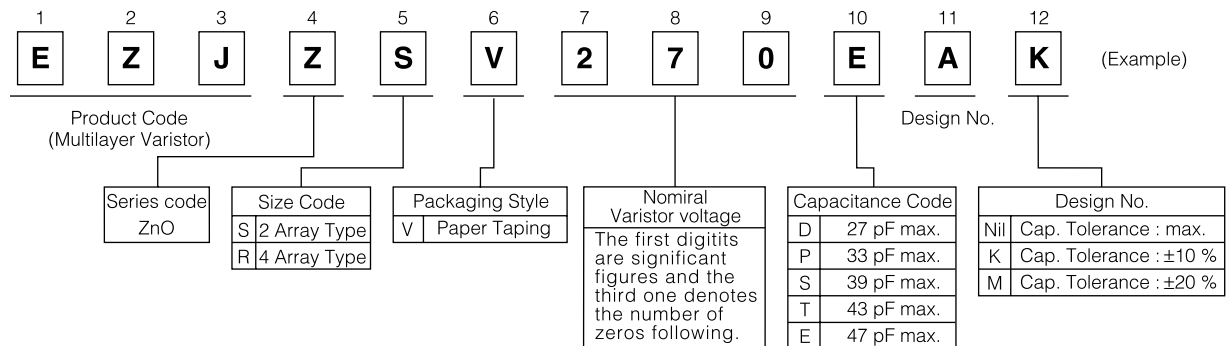 1 2 3 4 5 6 7 8 9 10 11 12
E Z J Z S V 2 7 0 E A K (Example)
Product Code
(Multilayer Varistor)
Design No.
Series code
ZnO
Size Code
S 2 Array Type
R 4 Array Type
Packaging Style
V Paper Taping
Nomiral
Varistor voltage
The first digitits
are significant
figures and the
third one denotes
the number of
zeros following.
Capacitance Code
D 27 pF max.
P 33 pF max.
S 39 pF max.
T 43 pF max.
E 47 pF max.
Design No.
Nil Cap. Tolerance : max.
K Cap. Tolerance : ±10 %
M Cap. Tolerance : ±20 %